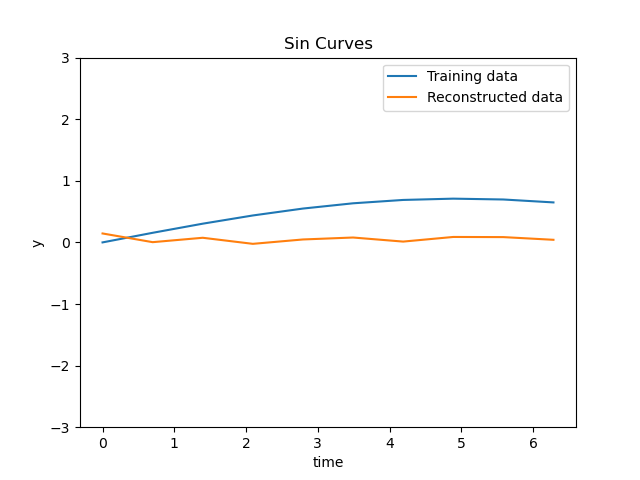 Sin Curves
Training data
Reconstructed data
3
2
1
0
−1
−2
−3
y
0 1 2 3 4 5 6
time